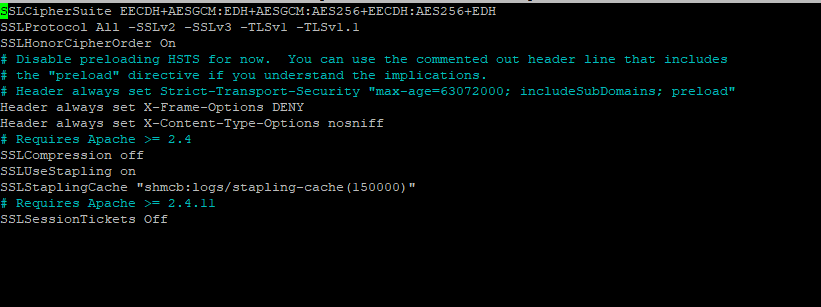 SSLCipherSuite EECDH+AESGCM:EDH+AESGCM:AES256+EECDH:AES256+EDH
SSLProtocol All -SSLv2 -SSLv3 -TLSv1 -TLSv1.1
SSLHonorCipherOrder On
# Disable preloading HSTS for now.  You can use the commented out header line that includes
# the "preload" directive if you understand the implications.
# Header always set Strict-Transport-Security "max-age=63072000; includeSubDomains; preload"
Header always set X-Frame-Options DENY
Header always set X-Content-Type-Options nosniff
# Requires Apache >= 2.4
SSLCompression off
SSLUseStapling on
SSLStaplingCache "shmcb:logs/stapling-cache(150000)"
# Requires Apache >= 2.4.11
SSLSessionTickets Off